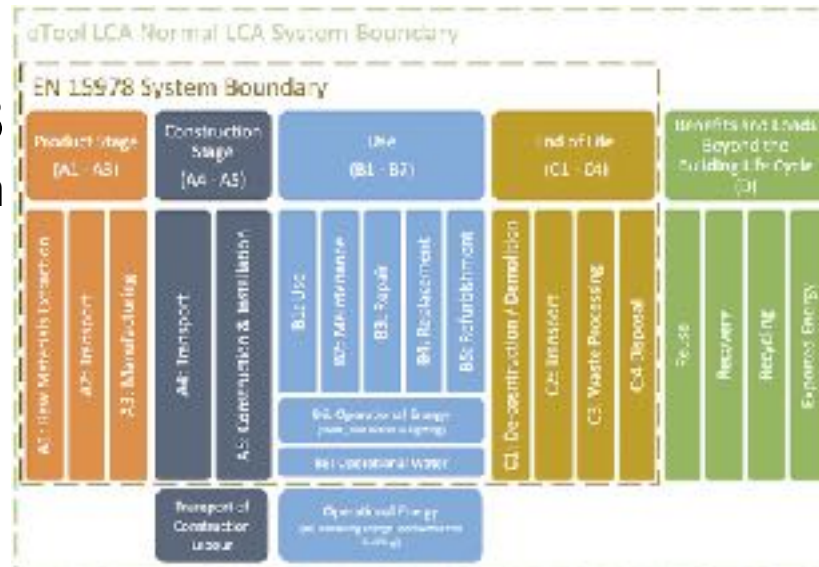 eTool LCA Normal LCA System Boundary
EN 15978 System Boundary
Product Stage
(A1 - A3)
Construction
Stage
(A4 - A5)
Use
(B1 - B7)
End of Life
(C1 - C4)
Benefits and Loads
Beyond the
Building Life Cycle
(D)
A1: Raw Materials Extraction
A2: Transport
A3: Manufacturing
A4: Transport
A5: Construction & Installation
B1: Use
B2: Maintenance
B3: Repair
B4: Replacement
B5: Refurbishment
B6: Operational Energy
Operational Water
C1: Deconstruction / Demolition
C2: Transport
C3: Waste Processing
C4: Disposal
Reuse
Recovery
Recycling
Exported Energy
Transport of
Construction
Labour
Operational Energy